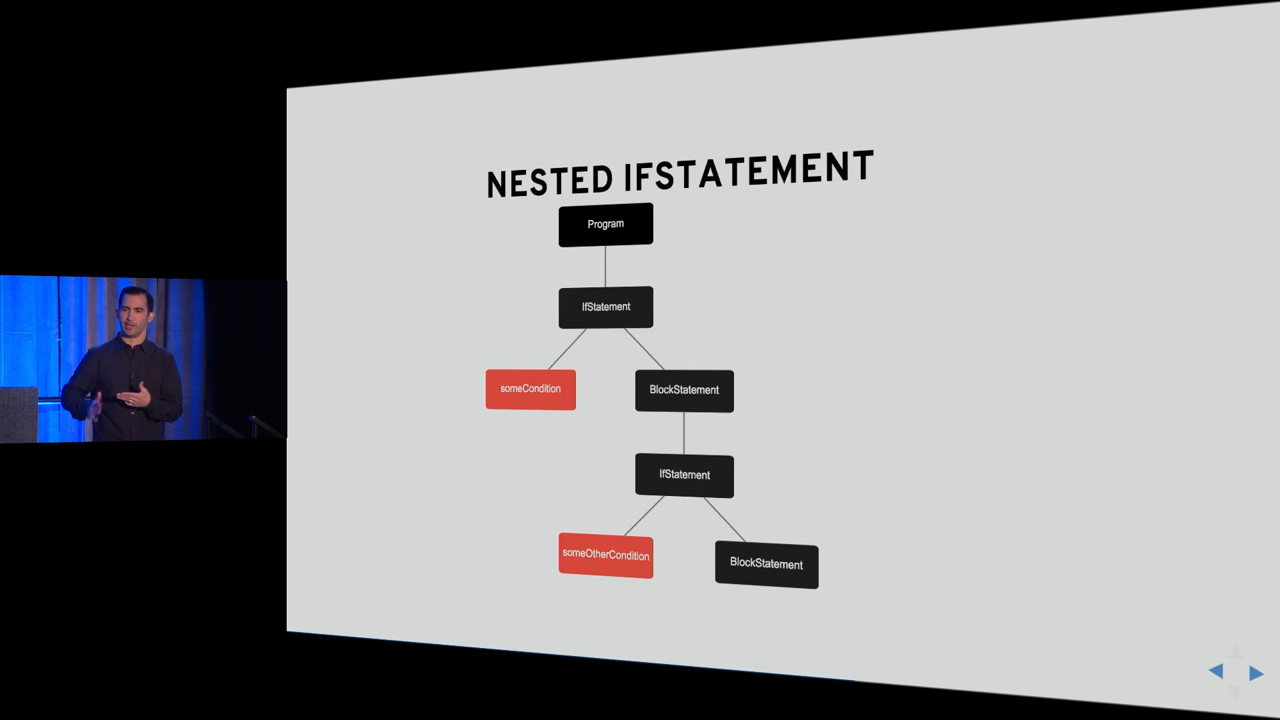 NESTED IFSTATEMENT
Program
IfStatement
someCondition
BlockStatement
IfStatement
someOtherCondition
BlockStatement